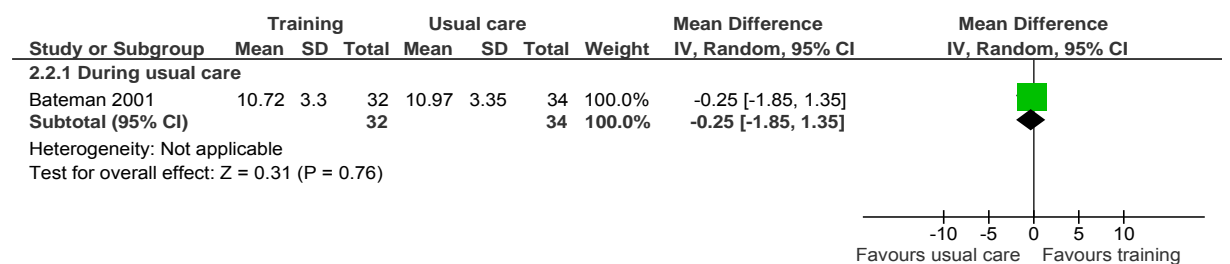 Training Usual care Mean Difference Mean Difference
Study or Subgroup Mean SD Total Mean SD Total Weight IV, Random, 95% CI IV, Random, 95% CI
2.2.1 During usual care
Bateman 2001 10.72 3.3 32 10.97 3.35 34 100.0% -0.25 [-1.85, 1.35]
Subtotal (95% CI) 32 34 100.0% -0.25 [-1.85, 1.35]
Heterogeneity: Not applicable
Test for overall effect: Z = 0.31 (P = 0.76)
-10 -5 0 5 10
Favours usual care Favours training